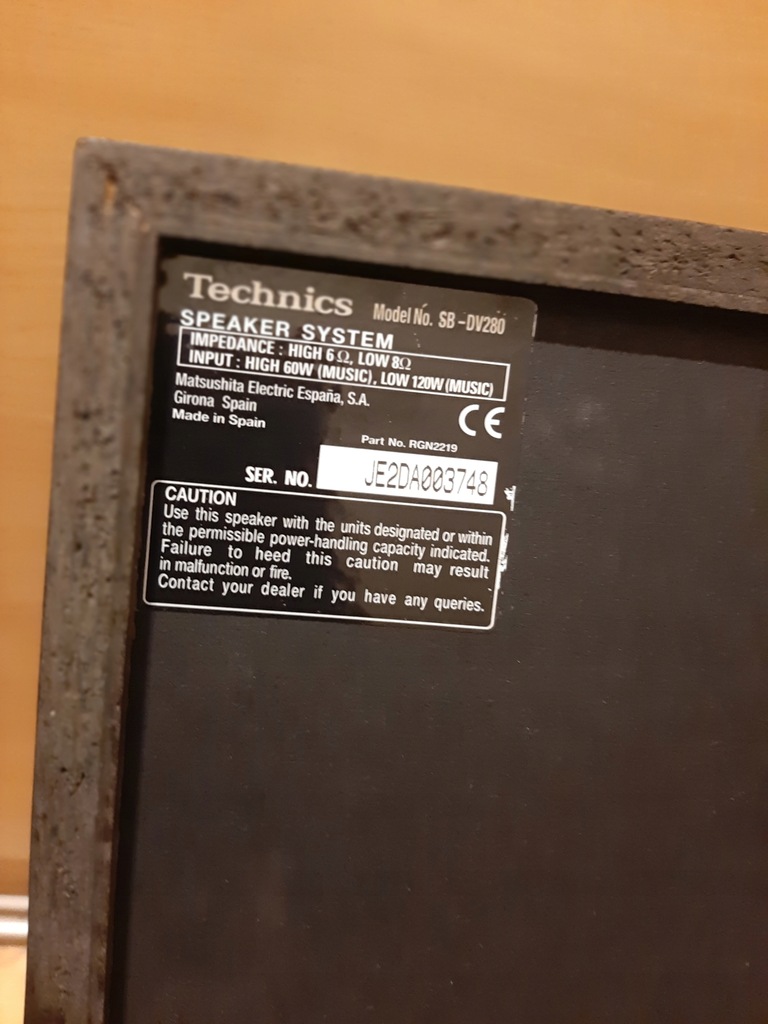 Technics Model No. SB-DV280
SPEAKER SYSTEM
IMPEDANCE : HIGH 6Ω, LOW 8Ω
INPUT : HIGH 60W (MUSIC), LOW 120W (MUSIC)
Matsushita Electric España, S.A.
Girona Spain
Made in Spain
CE
Part No. RGN2219
SER. NO. JE2DA003748
CAUTION
Use this speaker with the units designated or within
the permissible power-handling capacity indicated.
Failure to heed this caution may result
in malfunction or fire.
Contact your dealer if you have any queries.